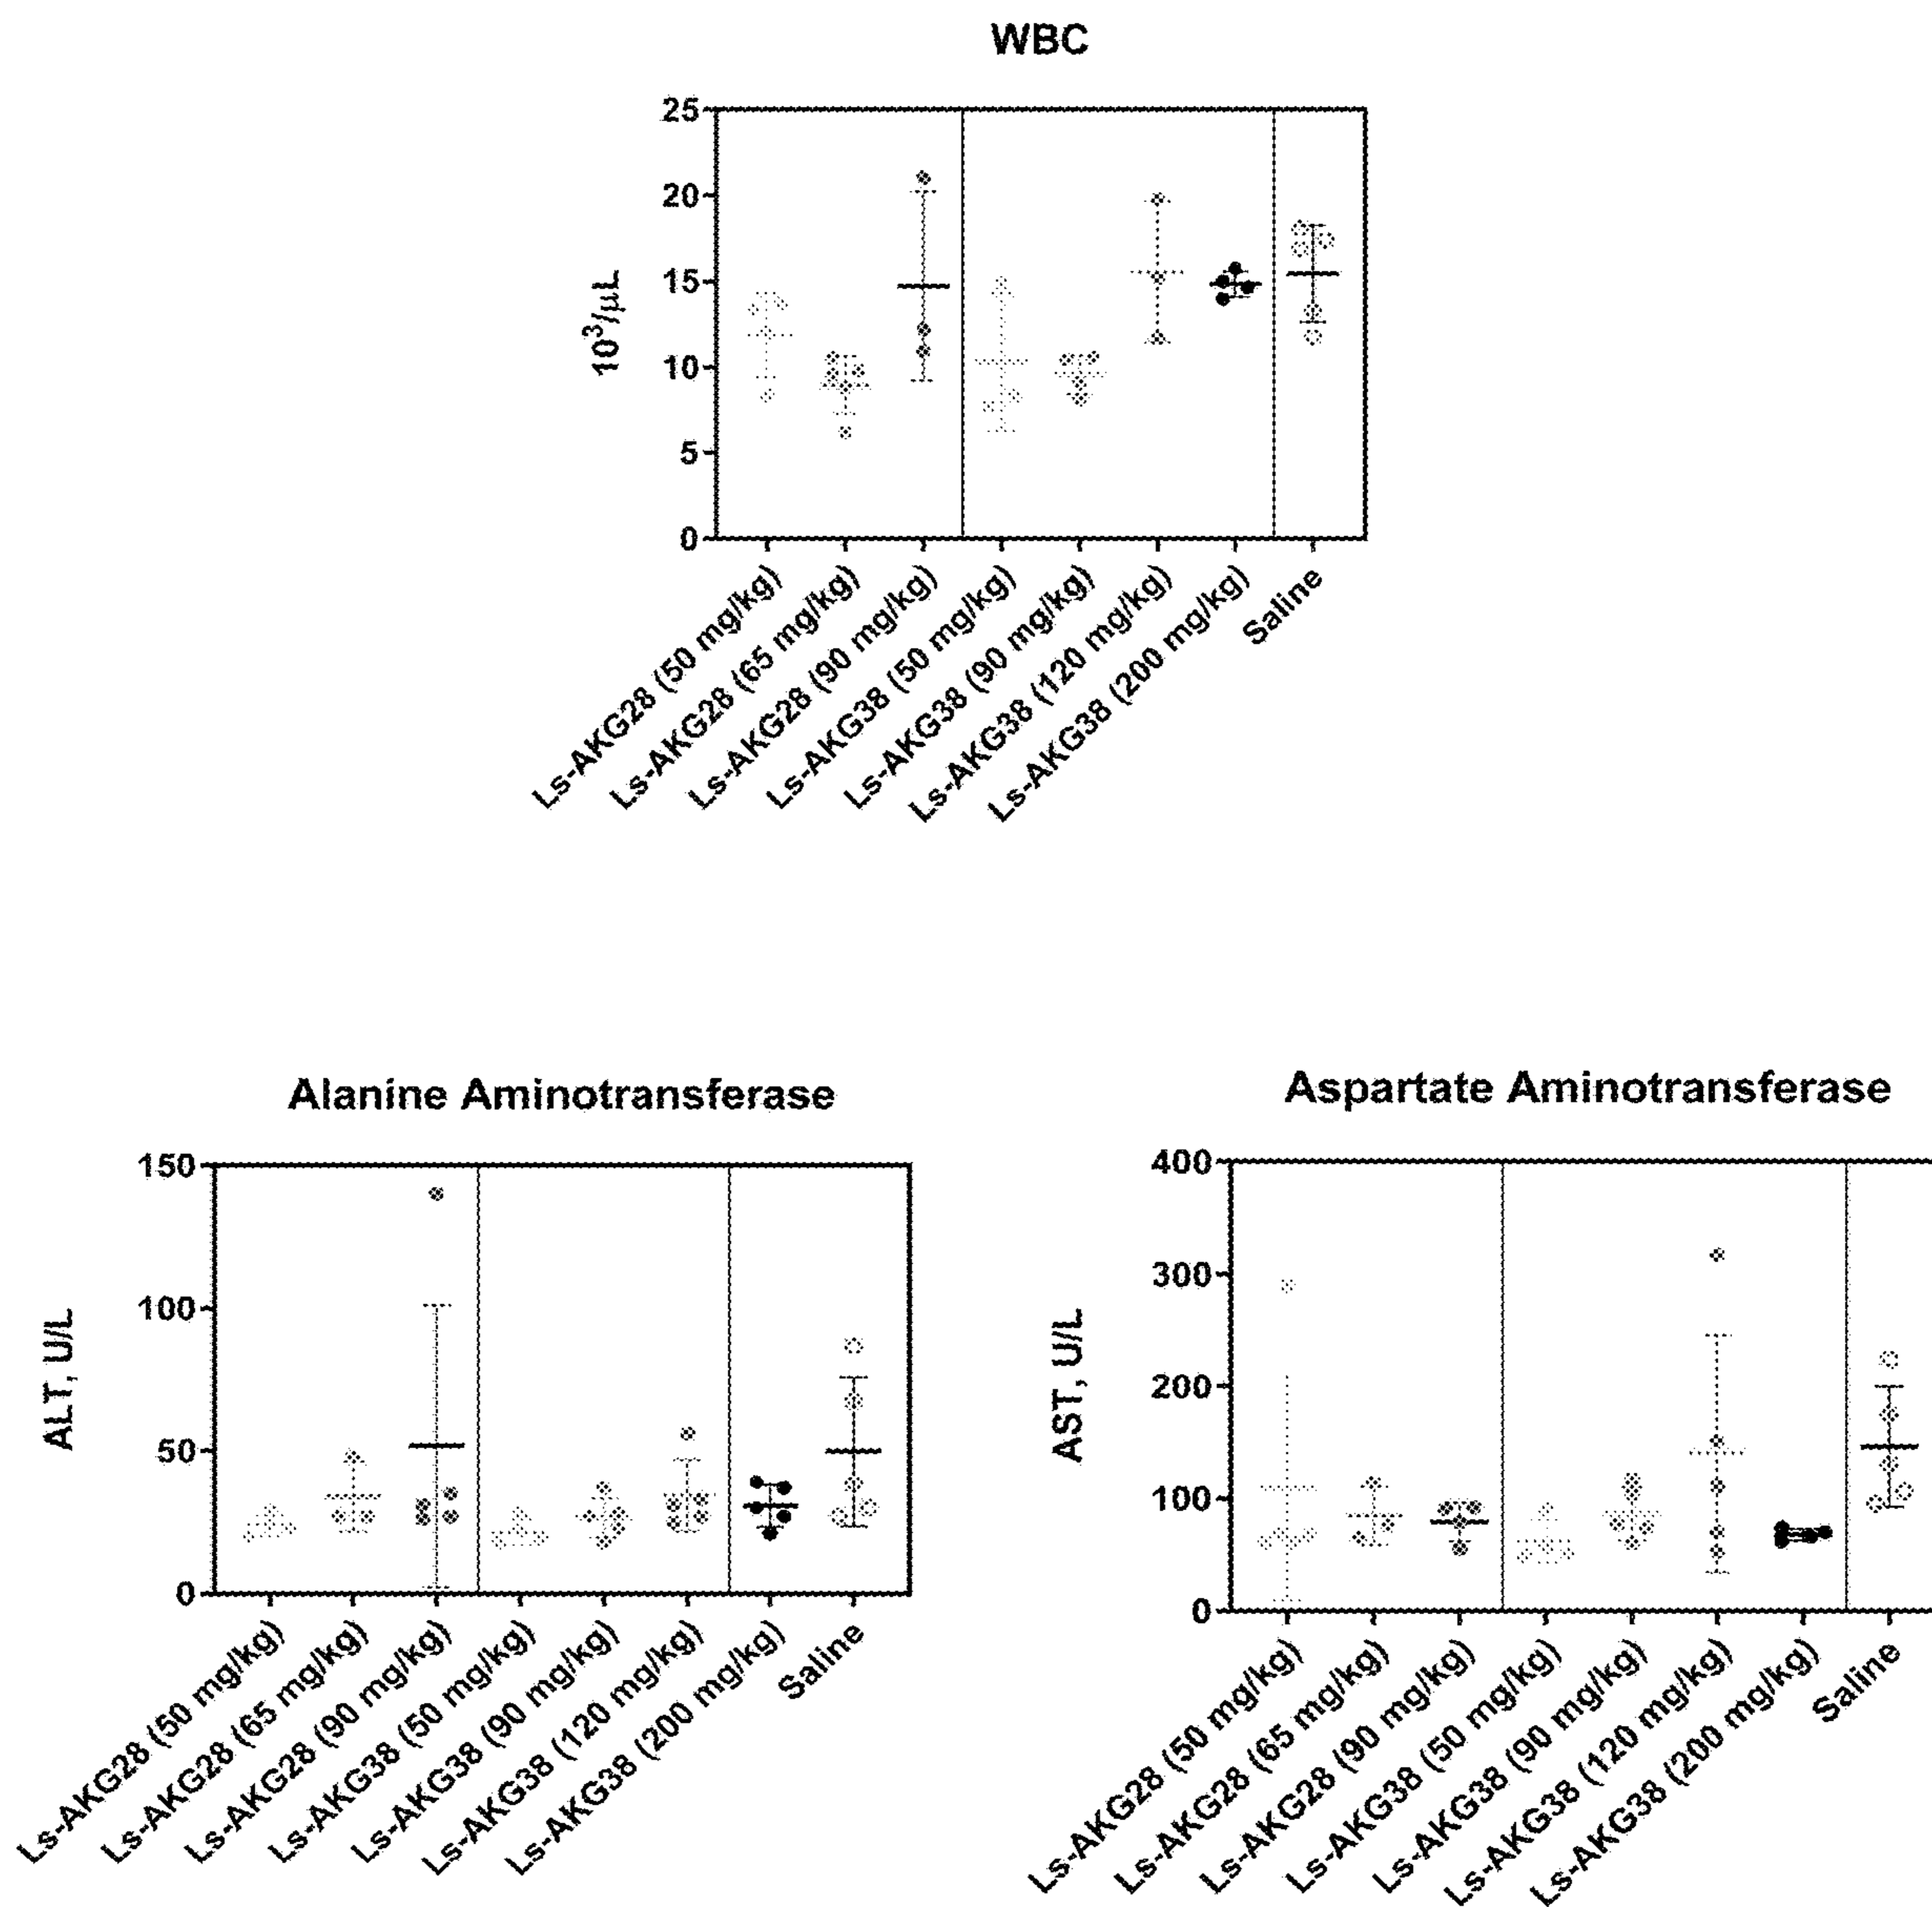 WBC
10³/µL
25
20
15
10
5
0
Ls-AKG28 (50 mg/kg)
Ls-AKG28 (65 mg/kg)
Ls-AKG28 (90 mg/kg)
Ls-AKG38 (50 mg/kg)
Ls-AKG38 (90 mg/kg)
Ls-AKG38 (120 mg/kg)
Ls-AKG38 (200 mg/kg)
Saline
Alanine Aminotransferase
ALT, U/L
150
100
50
0
Ls-AKG28 (50 mg/kg)
Ls-AKG28 (65 mg/kg)
Ls-AKG28 (90 mg/kg)
Ls-AKG38 (50 mg/kg)
Ls-AKG38 (90 mg/kg)
Ls-AKG38 (120 mg/kg)
Ls-AKG38 (200 mg/kg)
Saline
Aspartate Aminotransferase
AST, U/L
400
300
200
100
0
Ls-AKG28 (50 mg/kg)
Ls-AKG28 (65 mg/kg)
Ls-AKG28 (90 mg/kg)
Ls-AKG38 (50 mg/kg)
Ls-AKG38 (90 mg/kg)
Ls-AKG38 (120 mg/kg)
Ls-AKG38 (200 mg/kg)
Saline